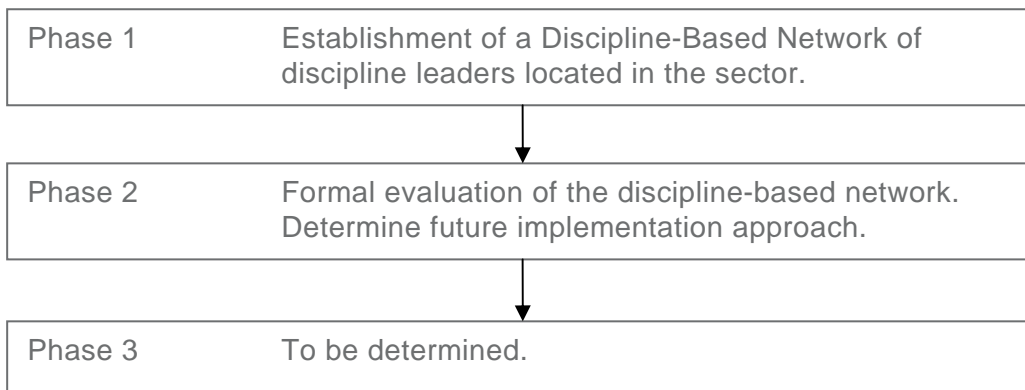 Phase 1 Establishment of a Discipline-Based Network of
discipline leaders located in the sector.
Phase 2 Formal evaluation of the discipline-based network.
Determine future implementation approach.
Phase 3 To be determined.